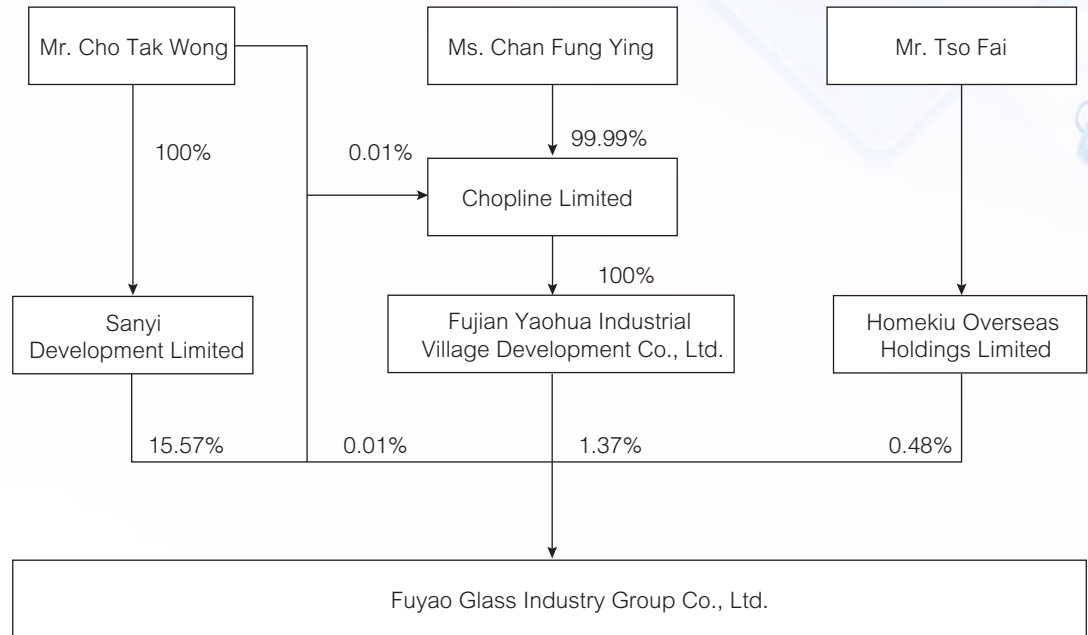 Mr. Cho Tak Wong
Ms. Chan Fung Ying
Mr. Tso Fai
100%
0.01%
99.99%
Chopline Limited
100%
Sanyi
Development Limited
Fujian Yaohua Industrial
Village Development Co., Ltd.
Homekiu Overseas
Holdings Limited
15.57%
0.01%
1.37%
0.48%
Fuyao Glass Industry Group Co., Ltd.